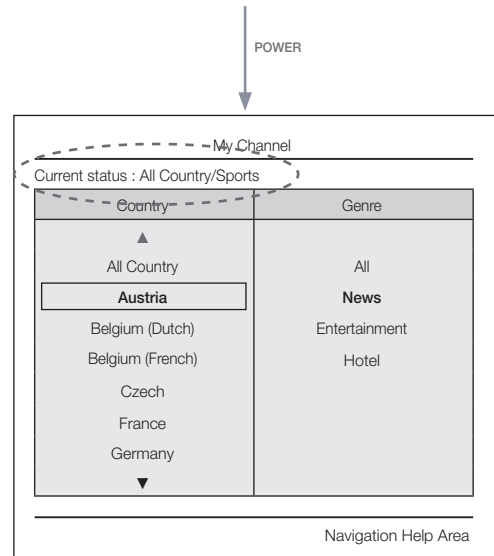 POWER
My Channel
Current status : All Country/Sports
Country
Genre
▲
All Country
All
Austria
News
Belgium (Dutch)
Entertainment
Belgium (French)
Hotel
Czech
France
Germany
▼
Navigation Help Area